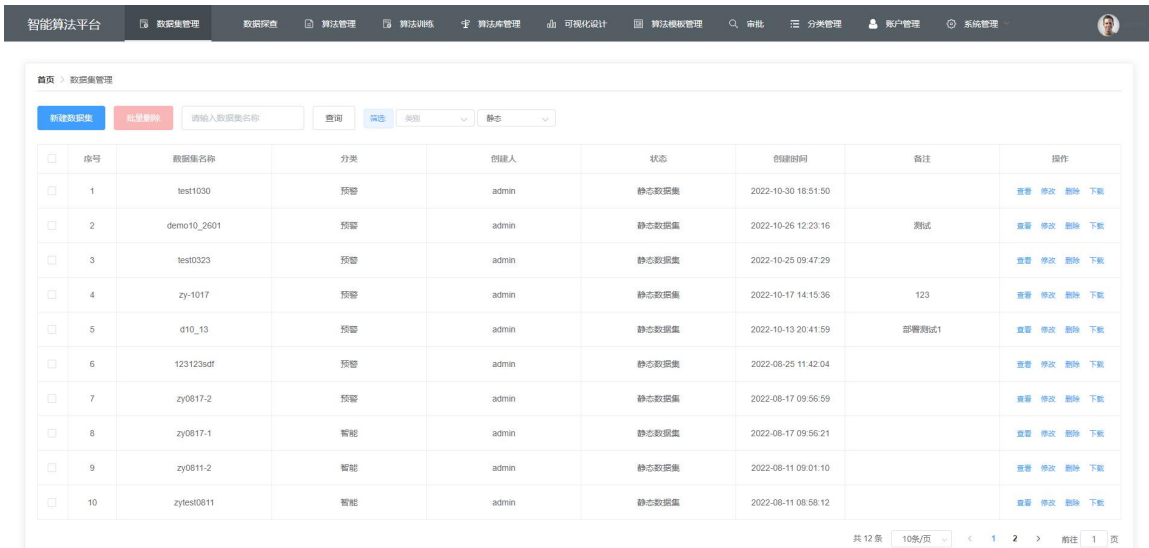 智能算法平台 数据集管理 数据探查 算法管理 算法训练 算法库管理 可视化设计 算法模板管理 审批 分类管理 账户管理 系统管理
首页 > 数据集管理
新建数据集 批量删除 请输入数据集名称 查询 筛选 类别 静态
序号 数据集名称 分类 创建人 状态 创建时间 备注 操作
1 test1030 预警 admin 静态数据集 2022-10-30 18:51:50 查看 修改 删除 下载
2 demo10_2601 预警 admin 静态数据集 2022-10-26 12:23:16 测试 查看 修改 删除 下载
3 test0323 预警 admin 静态数据集 2022-10-25 09:47:29 查看 修改 删除 下载
4 zy-1017 预警 admin 静态数据集 2022-10-17 14:15:36 123 查看 修改 删除 下载
5 d10_13 预警 admin 静态数据集 2022-10-13 20:41:59 部署测试1 查看 修改 删除 下载
6 123123sdf 预警 admin 静态数据集 2022-08-25 11:42:04 查看 修改 删除 下载
7 zy0817-2 预警 admin 静态数据集 2022-08-17 09:56:59 查看 修改 删除 下载
8 zy0817-1 智能 admin 静态数据集 2022-08-17 09:56:21 查看 修改 删除 下载
9 zy0811-2 智能 admin 静态数据集 2022-08-11 09:01:10 查看 修改 删除 下载
10 zytest0811 智能 admin 静态数据集 2022-08-11 08:58:12 查看 修改 删除 下载
共 12 条 10条/页 < 1 2 > 前往 1 页